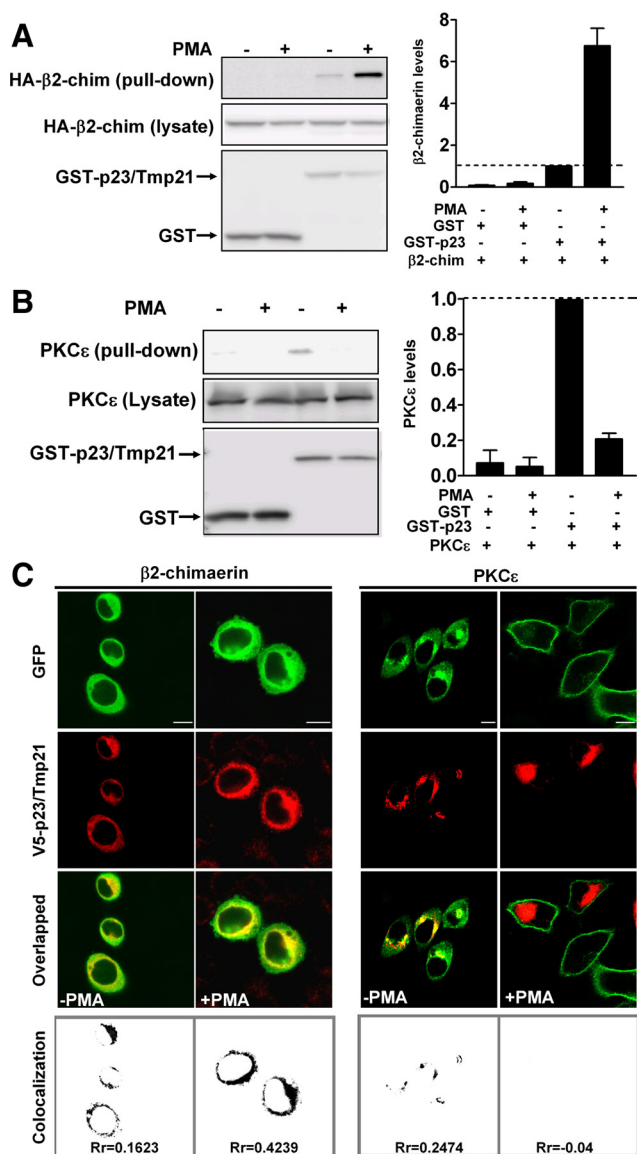 A
PMA - + - +
HA-β2-chim (pull-down)
HA-β2-chim (lysate)
GST-p23/Tmp21
GST
β2-chimaerin levels
8
6
4
2
0
PMA - + - +
GST + + - -
GST-p23 - - + +
β2-chim + + + +
B
PMA - + - +
PKCε (pull-down)
PKCε (Lysate)
GST-p23/Tmp21
GST
PKCε levels
1.0
0.8
0.6
0.4
0.2
0.0
PMA - + - +
GST + + - -
GST-p23 - - + +
PKCε + + + +
C
β2-chimaerin PKCε
GFP
V5-p23/Tmp21
Overlapped
-PMA +PMA -PMA +PMA
Colocalization
Rr=0.1623 Rr=0.4239 Rr=0.2474 Rr=-0.04